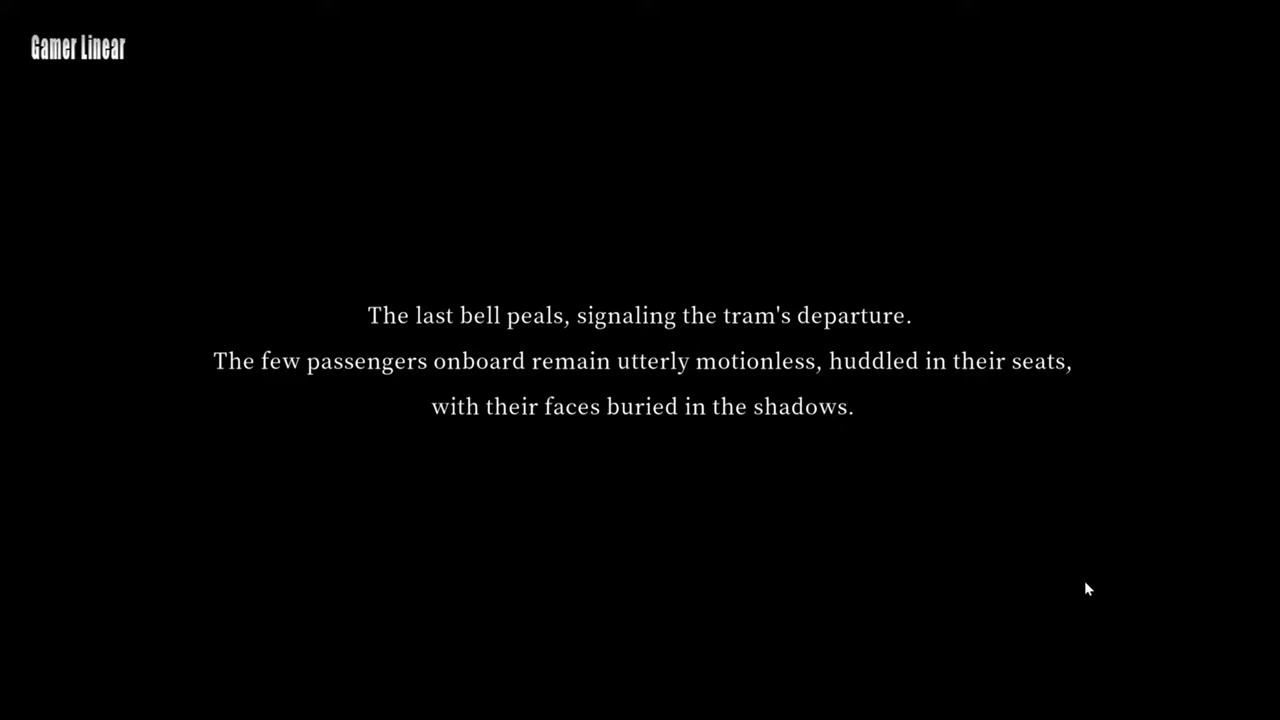 Gamer Linear
The last bell peals, signaling the tram's departure.
The few passengers onboard remain utterly motionless, huddled in their seats,
with their faces buried in the shadows.